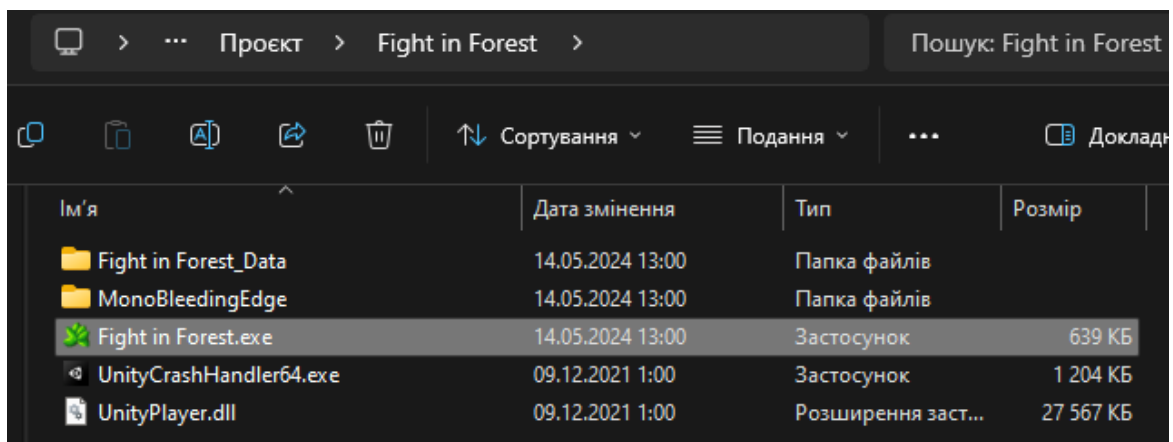 ··· Проєкт > Fight in Forest > Пошук: Fight in Forest
Сортування Подання ··· Докладн
Ім'я Дата змінення Тип Розмір
Fight in Forest_Data 14.05.2024 13:00 Папка файлів
MonoBleedingEdge 14.05.2024 13:00 Папка файлів
Fight in Forest.exe 14.05.2024 13:00 Застосунок 639 КБ
UnityCrashHandler64.exe 09.12.2021 1:00 Застосунок 1 204 КБ
UnityPlayer.dll 09.12.2021 1:00 Розширення заст... 27 567 КБ